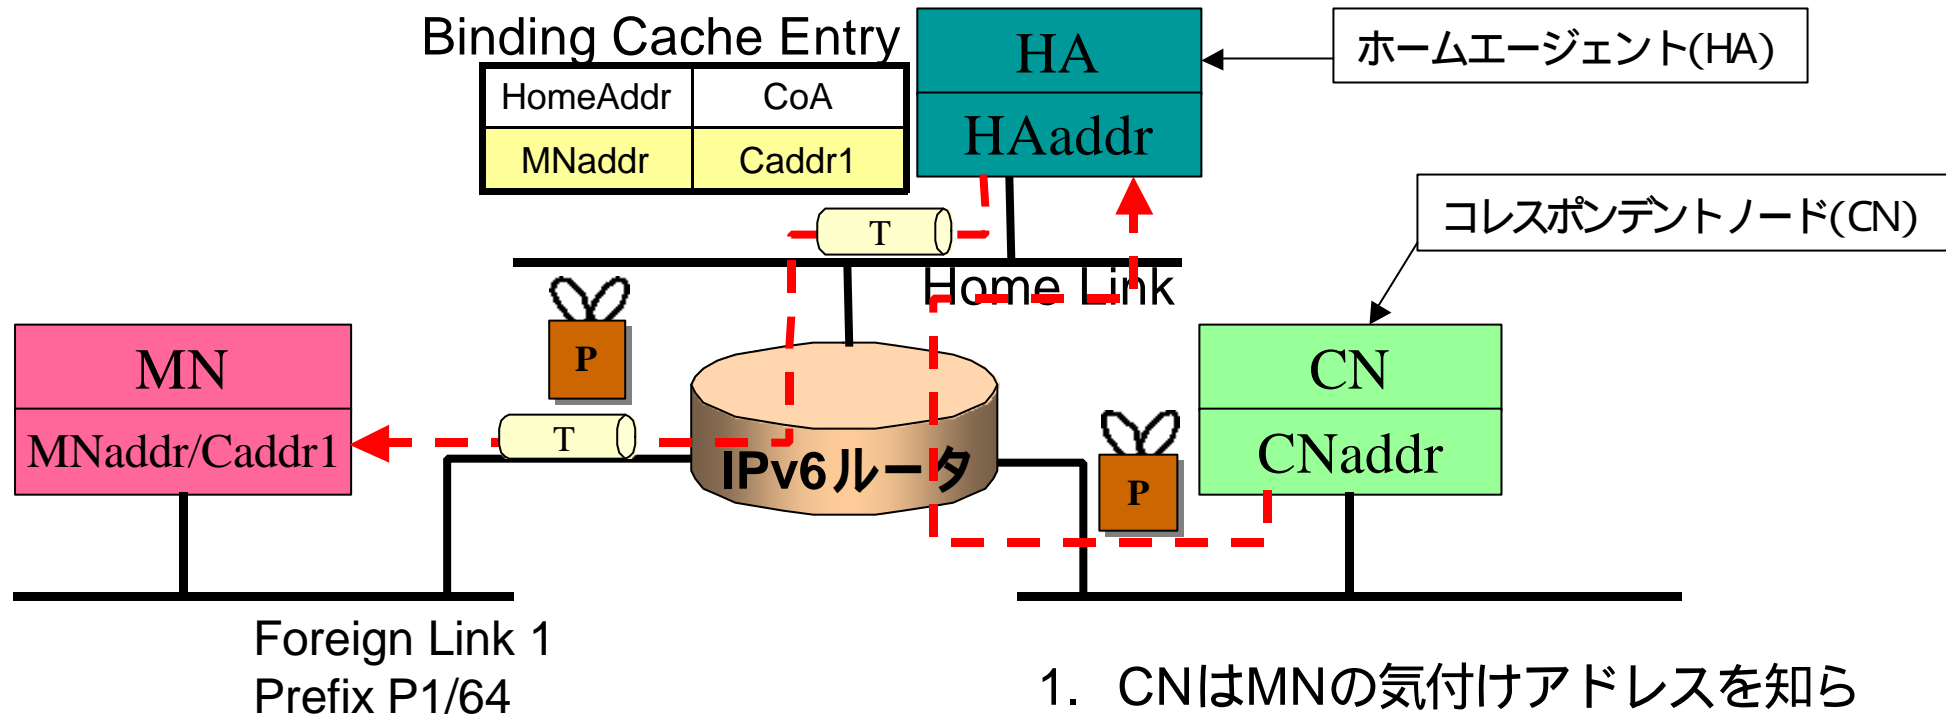 Binding Cache Entry
HomeAddr CoA
MNaddr Caddr1
HA
HAaddr
ホームエージェント(HA)
コレスポンデントノード(CN)
T
Home Link
P
MN
MNaddr/Caddr1
T
IPv6ルータ
P
CN
CNaddr
Foreign Link 1
Prefix P1/64
1. CNはMNの気付けアドレスを知ら